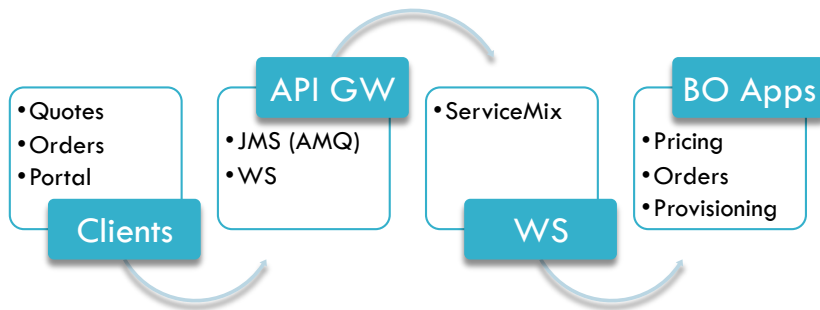 • Quotes
• Orders
• Portal
Clients
API GW
• JMS (AMQ)
• WS
• ServiceMix
WS
BO Apps
• Pricing
• Orders
• Provisioning